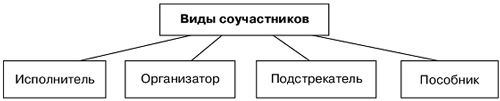 Виды соучастников
Исполнитель
Организатор
Подстрекатель
Пособник